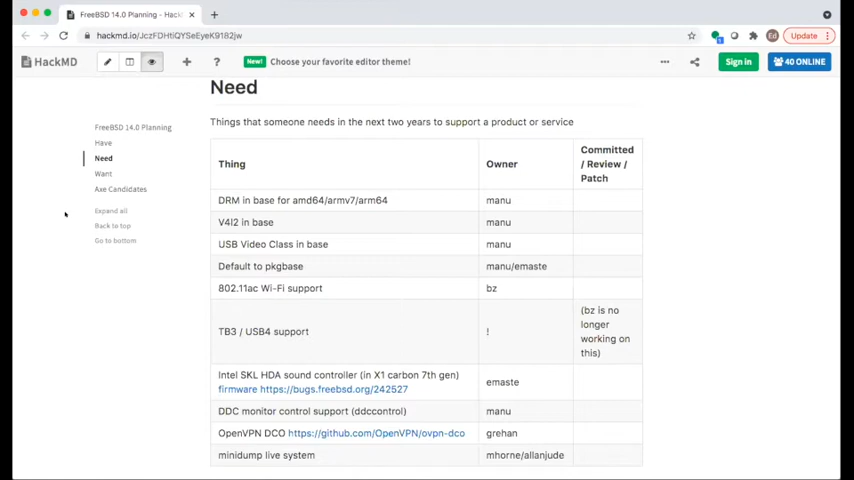 FreeBSD 14.0 Planning - HackM
hackmd.io/JczFDHtiQYSeEyeK9182jw
Ed
Update
HackMD
New! Choose your favorite editor theme!
Sign in
40 ONLINE
FreeBSD 14.0 Planning
Have
Need
Want
Axe Candidates
Expand all
Back to top
Go to bottom
Need
Things that someone needs in the next two years to support a product or service
Thing Owner Committed
/ Review /
Patch
DRM in base for amd64/armv7/arm64 manu
V4l2 in base manu
USB Video Class in base manu
Default to pkgbase manu/emaste
802.11ac Wi-Fi support bz
TB3 / USB4 support ! (bz is no
longer
working on
this)
Intel SKL HDA sound controller (in X1 carbon 7th gen)
firmware https://bugs.freebsd.org/242527 emaste
DDC monitor control support (ddccontrol) manu
OpenVPN DCO https://github.com/OpenVPN/ovpn-dco grehan
minidump live system mhorne/allanjude